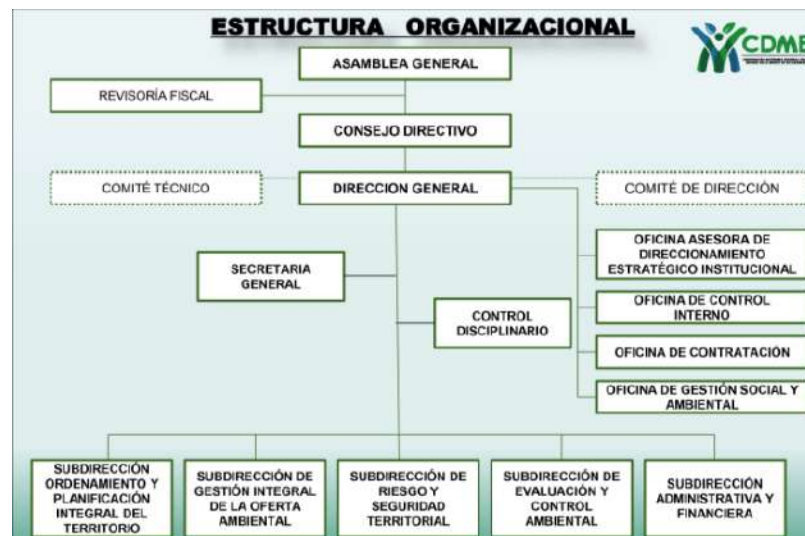 ESTRUCTURA ORGANIZACIONAL
CDMB
ASAMBLEA GENERAL
REVISORÍA FISCAL
CONSEJO DIRECTIVO
COMITÉ TÉCNICO
DIRECCION GENERAL
COMITÉ DE DIRECCIÓN
OFICINA ASESORA DE
DIRECCIONAMIENTO
ESTRATÉGICO INSTITUCIONAL
SECRETARIA
GENERAL
OFICINA DE CONTROL
INTERNO
CONTROL
DISCIPLINARIO
OFICINA DE CONTRATACIÓN
OFICINA DE GESTIÓN SOCIAL Y
AMBIENTAL
SUBDIRECCIÓN
ORDENAMIENTO Y
PLANIFICACIÓN
INTEGRAL DEL
TERRITORIO
SUBDIRECCIÓN DE
GESTIÓN INTEGRAL
DE LA OFERTA
AMBIENTAL
SUBDIRECCIÓN DE
RIESGO Y
SEGURIDAD
TERRITORIAL
SUBDIRECCIÓN DE
EVALUACIÓN Y
CONTROL
AMBIENTAL
SUBDIRECCIÓN
ADMINISTRATIVA Y
FINANCIERA